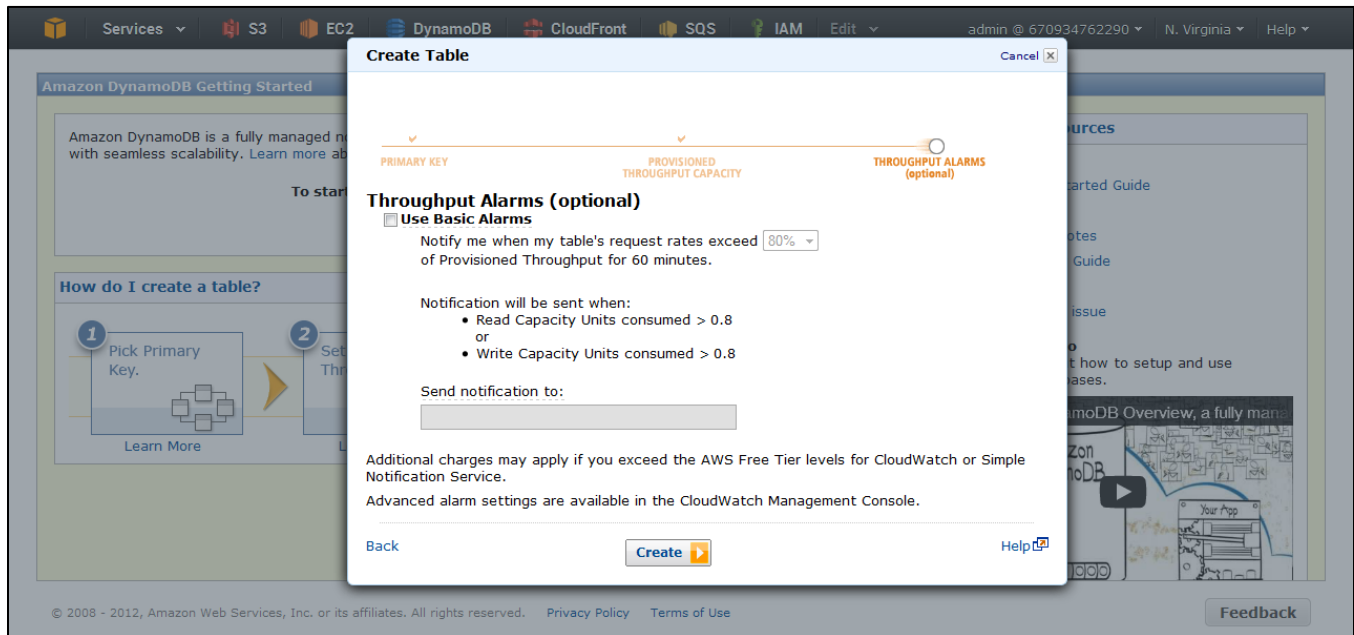 Services S3 EC2 DynamoDB CloudFront SQS IAM Edit admin @ 670934762290 N. Virginia Help
Create Table Cancel
Amazon DynamoDB Getting Started
Amazon DynamoDB is a fully managed
with seamless scalability. Learn more
To start
PRIMARY KEY
PROVISIONED
THROUGHPUT CAPACITY
THROUGHPUT ALARMS
(optional)
Throughput Alarms (optional)
Use Basic Alarms
Notify me when my table's request rates exceed 80%
of Provisioned Throughput for 60 minutes.
Notification will be sent when:
• Read Capacity Units consumed > 0.8
or
• Write Capacity Units consumed > 0.8
Send notification to:
Additional charges may apply if you exceed the AWS Free Tier levels for CloudWatch or Simple
Notification Service.
Advanced alarm settings are available in the CloudWatch Management Console.
Back Create Help
How do I create a table?
1
Pick Primary
Key.
Learn More
2
Set
Guide
issue
how to setup and use
DB Overview, a fully
Your App
© 2008 - 2012, Amazon Web Services, Inc. or its affiliates. All rights reserved. Privacy Policy Terms of Use
Feedback